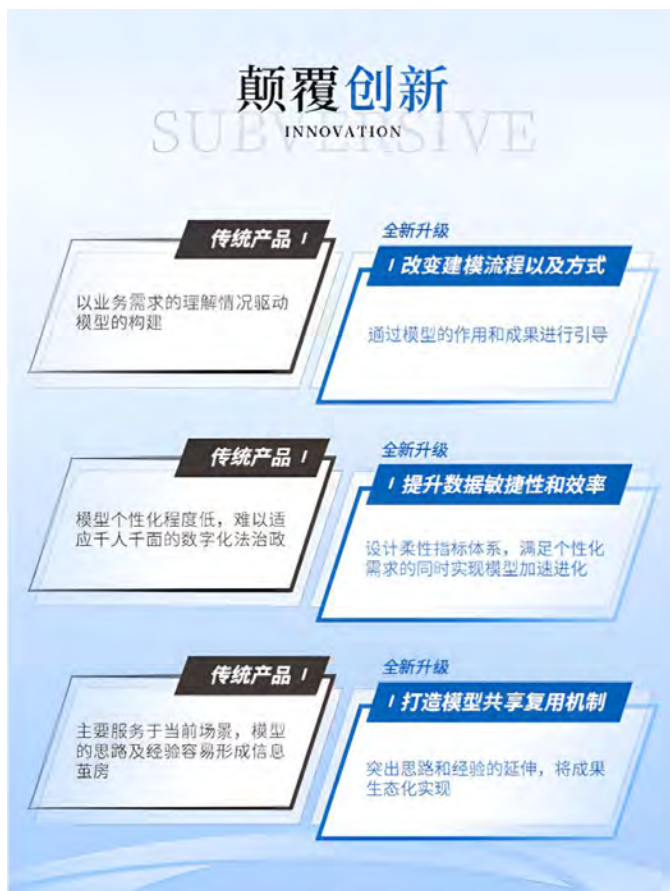 颠覆创新
SUBVERSIVE
INNOVATION
传统产品
以业务需求的理解情况驱动
模型的构建
全新升级
改变建模流程以及方式
通过模型的作用和成果进行引导
传统产品
模型个性化程度低，难以适
应千人千面的数字化法治政
全新升级
提升数据敏捷性和效率
设计柔性指标体系，满足个性化
需求的同时实现模型加速进化
传统产品
主要服务于当前场景，模型
的思路及经验容易形成信息
茧房
全新升级
打造模型共享复用机制
突出思路和经验的延伸，将成果
生态化实现